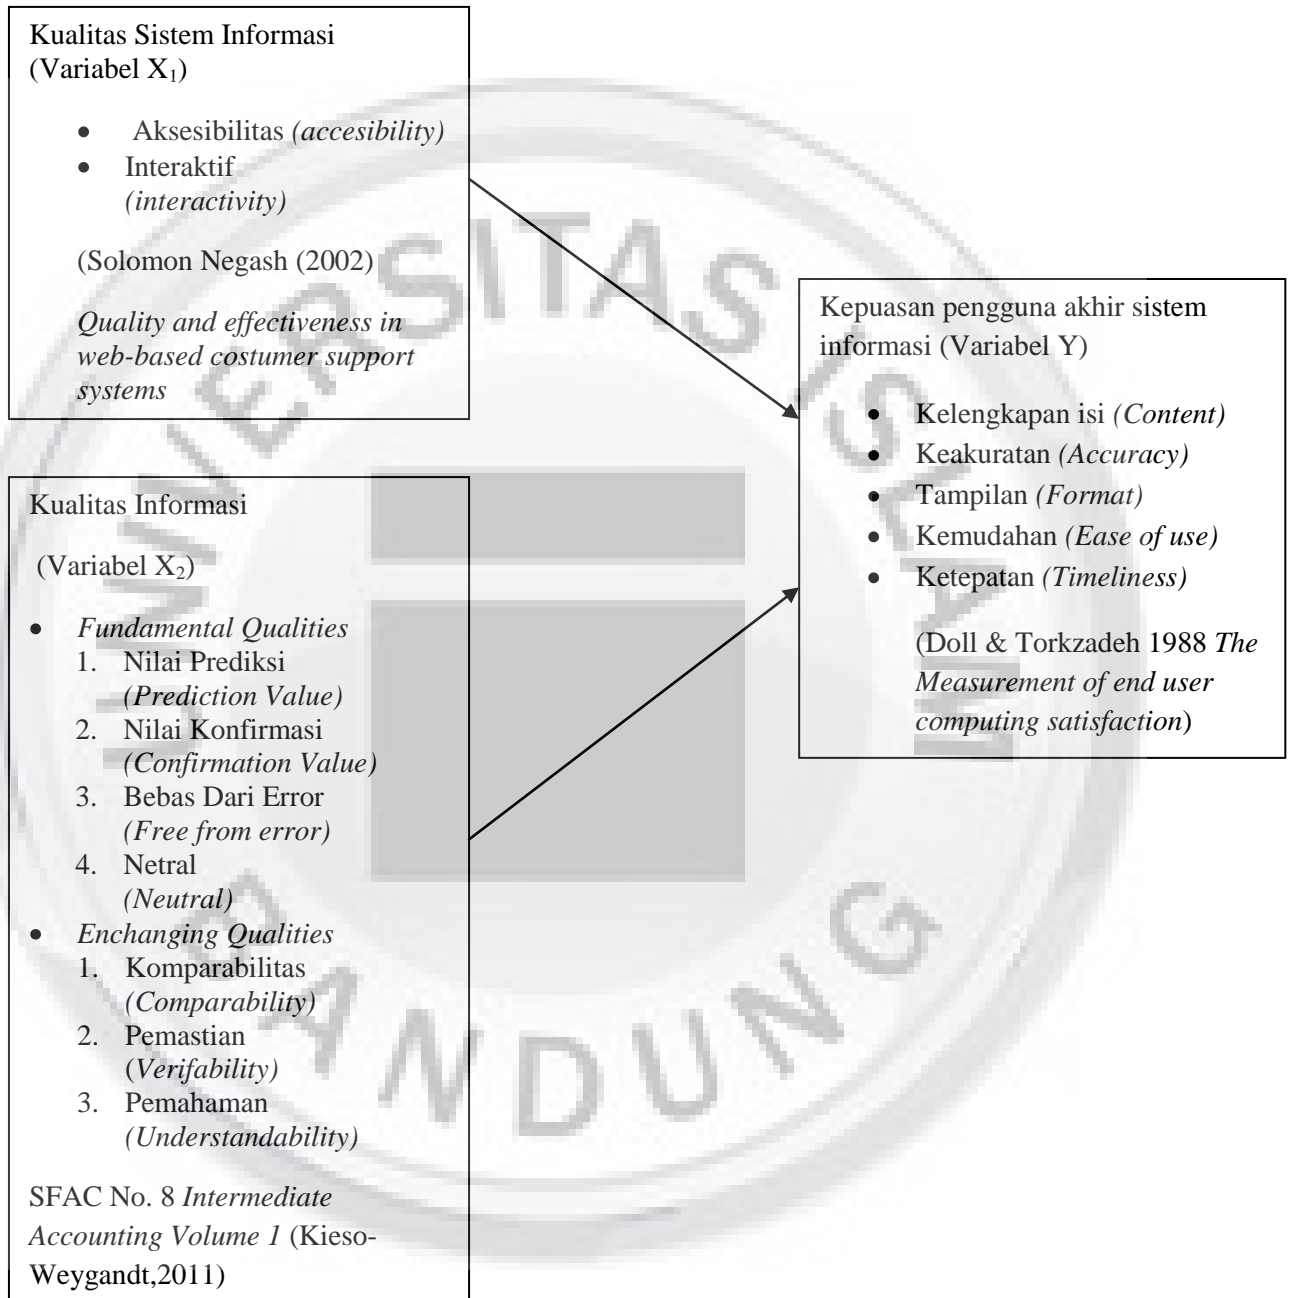 Kualitas Sistem Informasi
(Variabel X₁)
• Aksesibilitas (accesibility)
• Interaktif
(interactivity)
(Solomon Negash (2002)
Quality and effectiveness in
web-based costumer support
systems
Kualitas Informasi
(Variabel X₂)
• Fundamental Qualities
1. Nilai Prediksi
(Prediction Value)
2. Nilai Konfirmasi
(Confirmation Value)
3. Bebas Dari Error
(Free from error)
4. Netral
(Neutral)
• Enchanging Qualities
1. Komparabilitas
(Comparability)
2. Pemastian
(Verifability)
3. Pemahaman
(Understandability)
SFAC No. 8 Intermediate
Accounting Volume 1 (Kieso-
Weygandt,2011)
Kepuasan pengguna akhir sistem
informasi (Variabel Y)
• Kelengkapan isi (Content)
• Keakuratan (Accuracy)
• Tampilan (Format)
• Kemudahan (Ease of use)
• Ketepatan (Timeliness)
(Doll & Torkzadeh 1988 The
Measurement of end user
computing satisfaction)
UNIVERSITAS ISLAM
BANDUNG